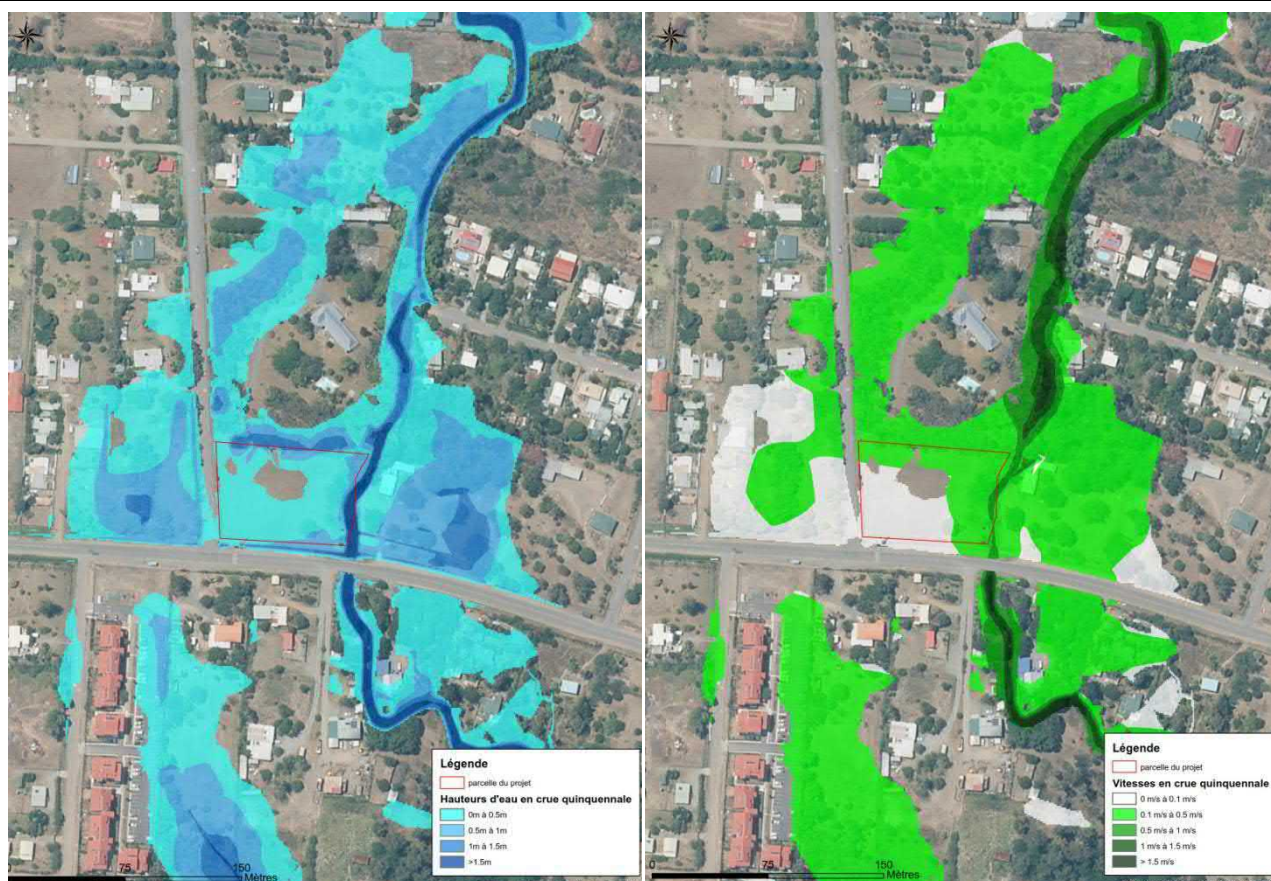 Légende
parcelle du projet
Hauteurs d'eau en crue quinquennale
0m à 0.5m
0.5m à 1m
1m à 1.5m
>1.5m
75
150
Mètres
Légende
parcelle du projet
Vitesses en crue quinquennale
0 m/s à 0.1 m/s
0.1 m/s à 0.5 m/s
0.5 m/s à 1 m/s
1 m/s à 1.5 m/s
> 1.5 m/s
0
75
150
Mètres